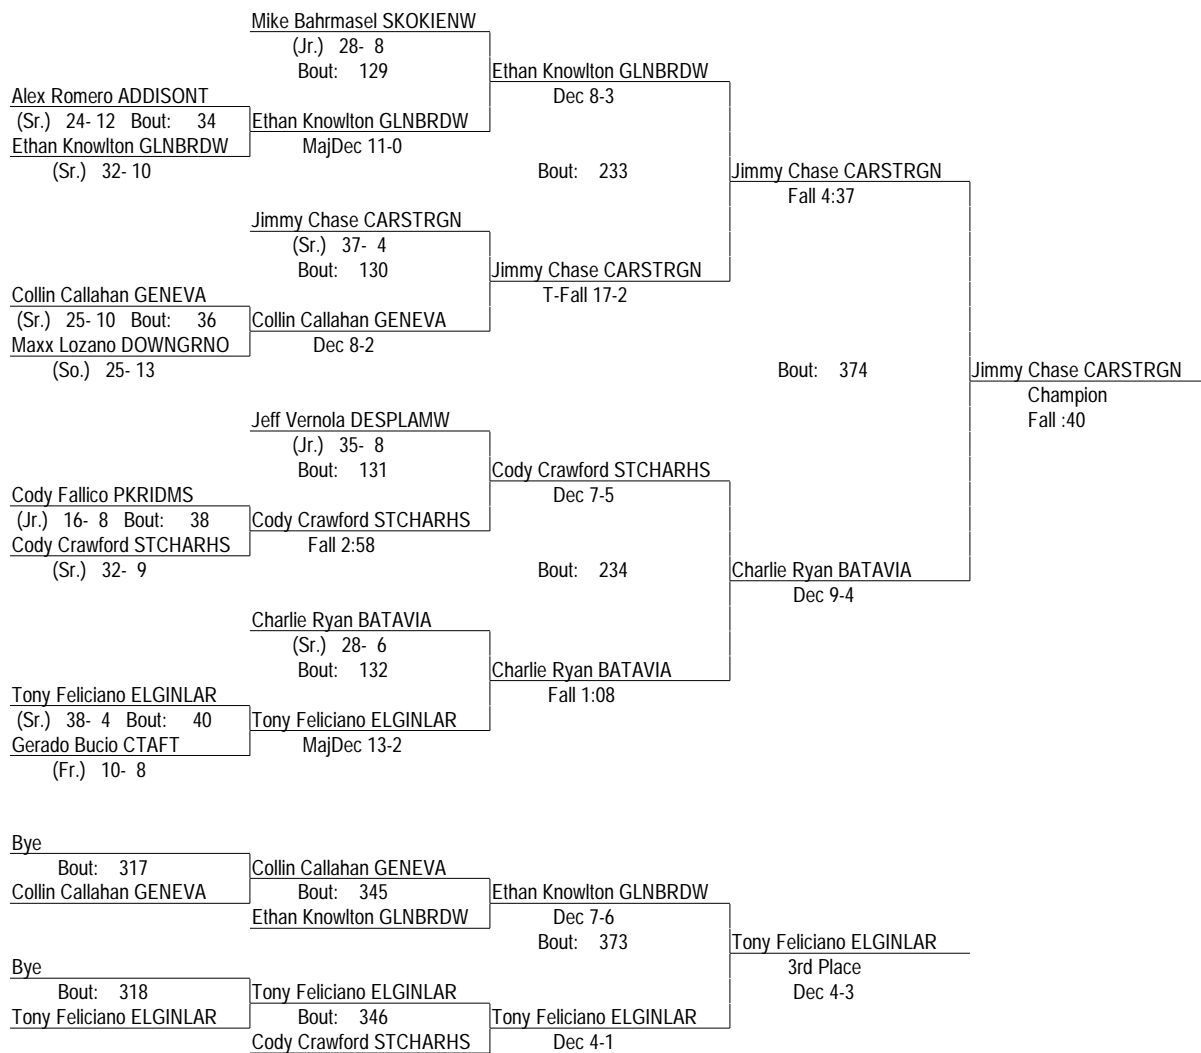 Mike Bahrmasel SKOKIENW
(Jr.) 28- 8
Bout: 129
Ethan Knowlton GLNBRDW
Dec 8-3
Alex Romero ADDISONT
(Sr.) 24- 12 Bout: 34
Ethan Knowlton GLNBRDW
Ethan Knowlton GLNBRDW
MajDec 11-0
(Sr.) 32- 10
Bout: 233
Jimmy Chase CARSTRGN
Fall 4:37
Jimmy Chase CARSTRGN
(Sr.) 37- 4
Bout: 130
Jimmy Chase CARSTRGN
T-Fall 17-2
Collin Callahan GENEVA
(Sr.) 25- 10 Bout: 36
Collin Callahan GENEVA
Maxx Lozano DOWNGRNO
Dec 8-2
(So.) 25- 13
Bout: 374
Jimmy Chase CARSTRGN
Champion
Fall :40
Jeff Vernola DESPLAMW
(Jr.) 35- 8
Bout: 131
Cody Crawford STCHARHS
Dec 7-5
Cody Fallico PKRIDMS
(Jr.) 16- 8 Bout: 38
Cody Crawford STCHARHS
Cody Crawford STCHARHS
Fall 2:58
(Sr.) 32- 9
Bout: 234
Charlie Ryan BATAVIA
Dec 9-4
Charlie Ryan BATAVIA
(Sr.) 28- 6
Bout: 132
Charlie Ryan BATAVIA
Fall 1:08
Tony Feliciano ELGINLAR
(Sr.) 38- 4 Bout: 40
Tony Feliciano ELGINLAR
Gerado Bucio CTAFT
MajDec 13-2
(Fr.) 10- 8
Bye
Bout: 317
Collin Callahan GENEVA
Collin Callahan GENEVA
Bout: 345
Ethan Knowlton GLNBRDW
Ethan Knowlton GLNBRDW
Dec 7-6
Bout: 373
Tony Feliciano ELGINLAR
3rd Place
Dec 4-3
Bye
Bout: 318
Tony Feliciano ELGINLAR
Tony Feliciano ELGINLAR
Bout: 346
Tony Feliciano ELGINLAR
Cody Crawford STCHARHS
Dec 4-1